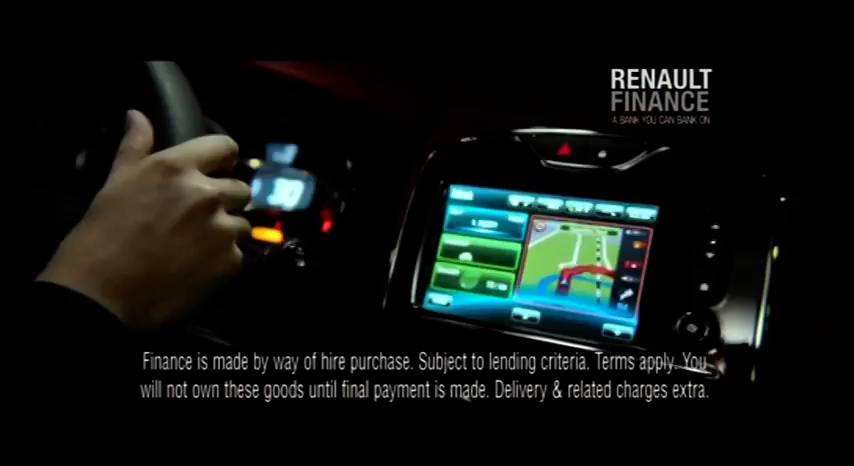 RENAULT
FINANCE
A BANK YOU CAN BANK ON
30
Finance is made by way of hire purchase. Subject to lending criteria. Terms apply. You
will not own these goods until final payment is made. Delivery & related charges extra.